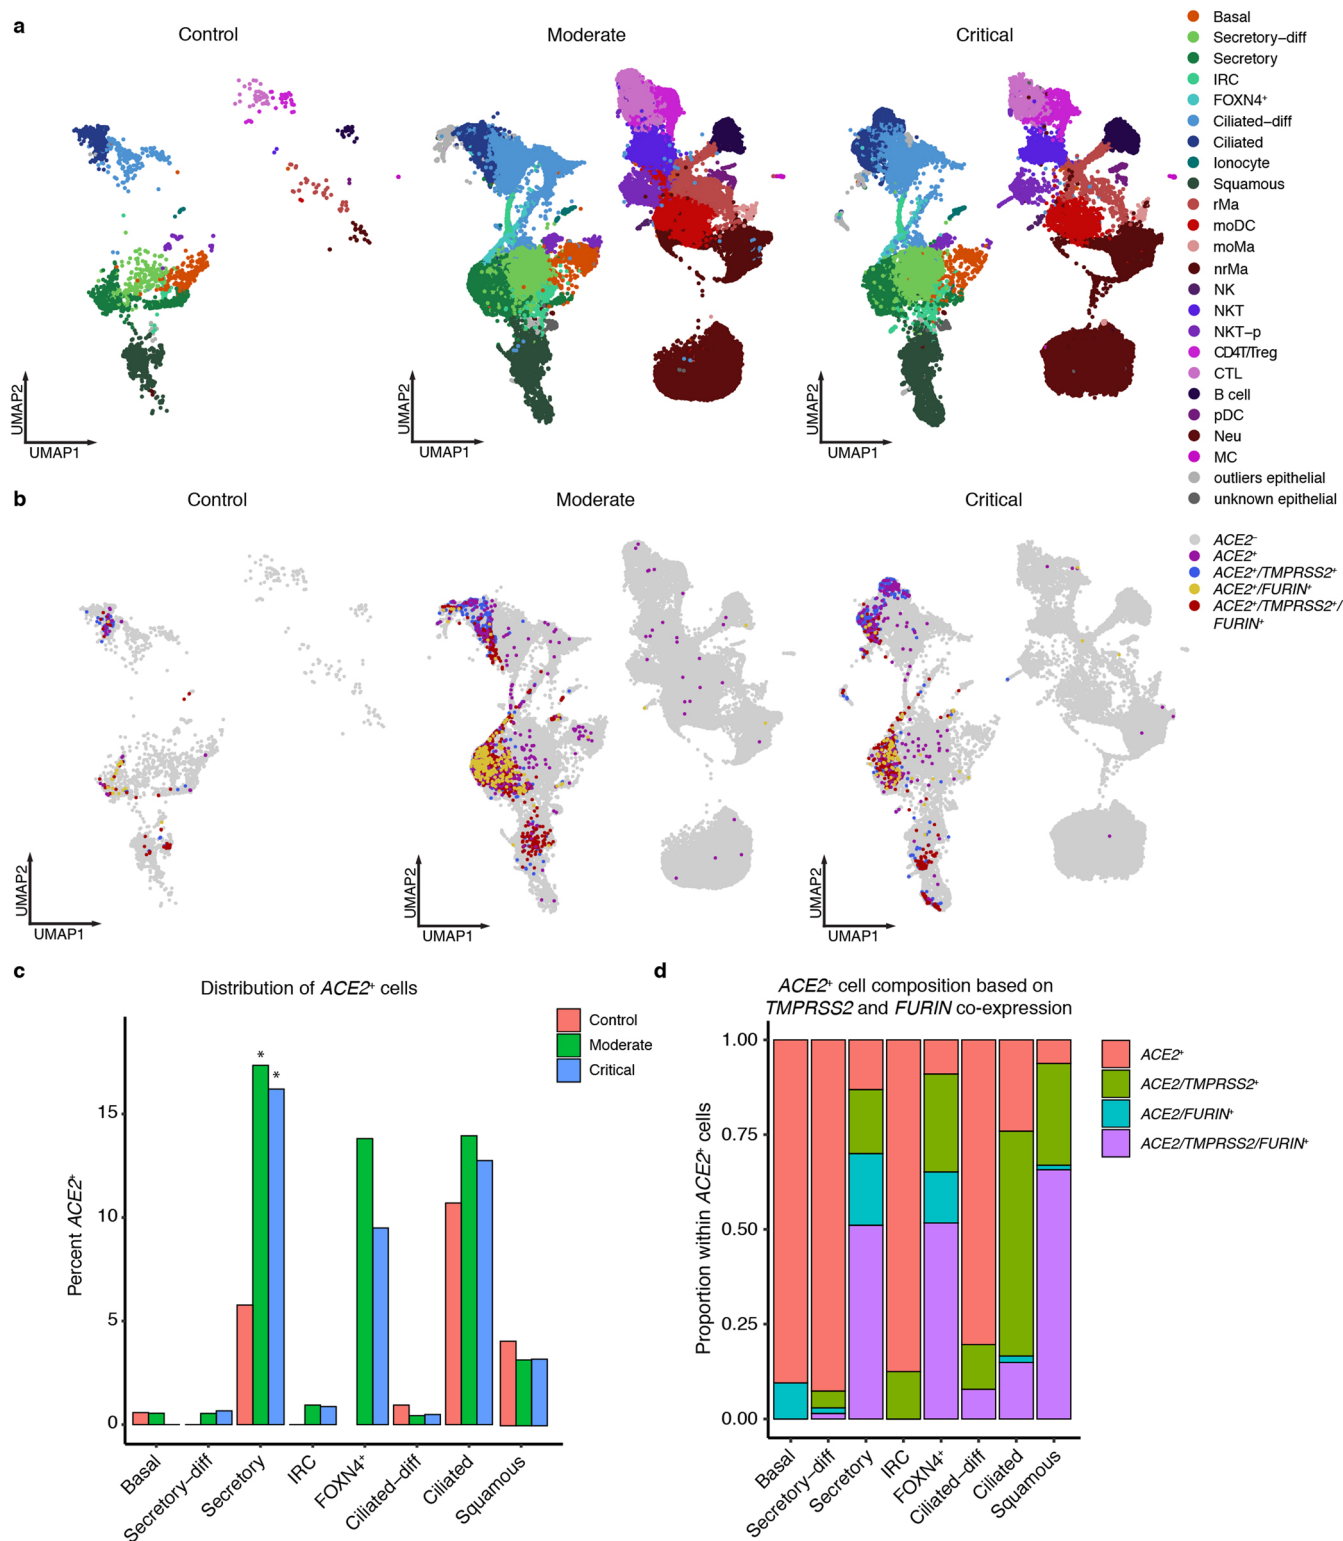 a
Control
Moderate
Critical
Basal
Secretory–diff
Secretory
IRC
FOXN4⁺
Ciliated–diff
Ciliated
Ionocyte
Squamous
rMa
moDC
moMa
nrMa
NK
NKT
NKT–p
CD4T/Treg
CTL
B cell
pDC
Neu
MC
outliers epithelial
unknown epithelial
UMAP2
UMAP1
UMAP2
UMAP1
UMAP2
UMAP1
b
Control
Moderate
Critical
ACE2⁻
ACE2⁺
ACE2⁺/TMPRSS2⁺
ACE2⁺/FURIN⁺
ACE2⁺/TMPRSS2⁺/
FURIN⁺
UMAP2
UMAP1
UMAP2
UMAP1
UMAP2
UMAP1
c
Distribution of ACE2⁺ cells
Control
Moderate
Critical
Percent ACE2⁺
15
10
5
0
*
*
Basal
Secretory–diff
Secretory
IRC
FOXN4⁺
Ciliated–diff
Ciliated
Squamous
d
ACE2⁺ cell composition based on
TMPRSS2 and FURIN co-expression
ACE2⁺
ACE2/TMPRSS2⁺
ACE2/FURIN⁺
ACE2/TMPRSS2/FURIN⁺
Proportion within ACE2⁺ cells
1.00
0.75
0.50
0.25
0.00
Basal
Secretory–diff
Secretory
IRC
FOXN4⁺
Ciliated–diff
Ciliated
Squamous